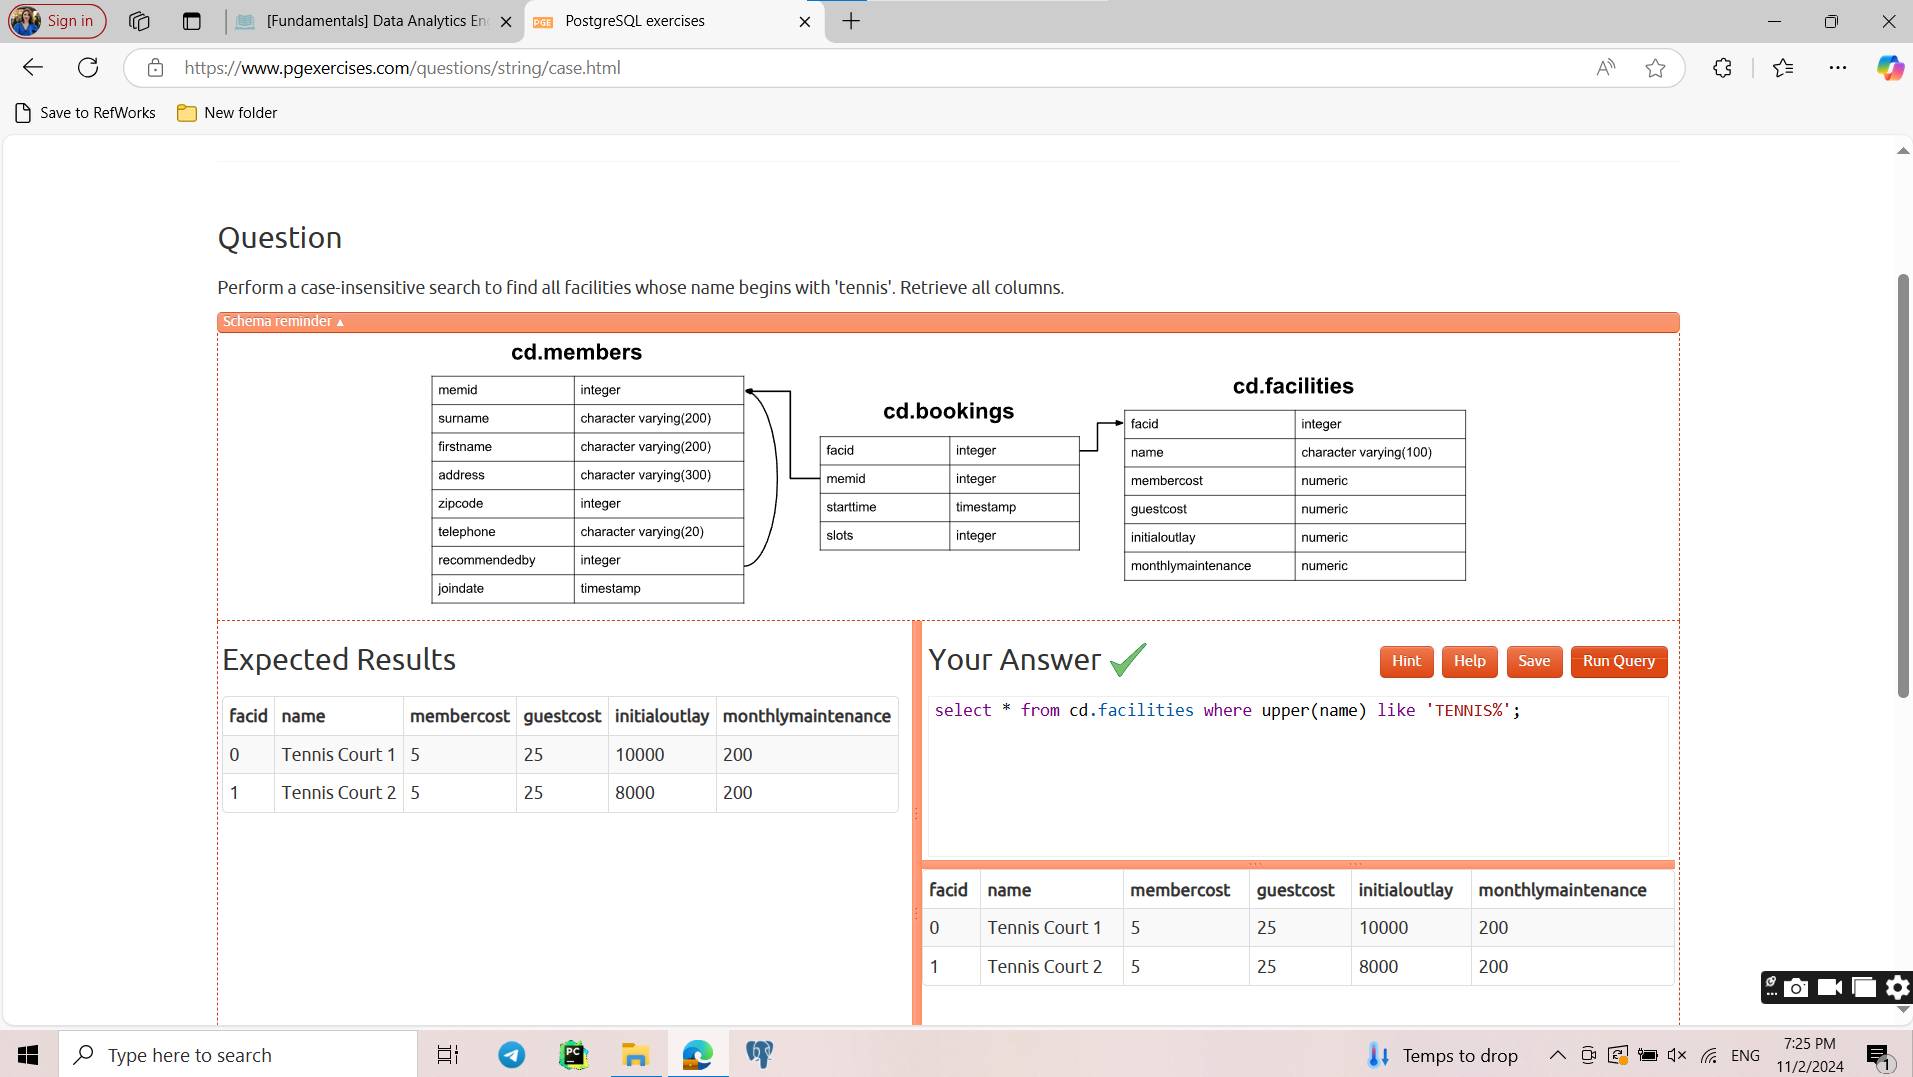 Sign in
[Fundamentals] Data Analytics En
PGE PostgreSQL exercises
https://www.pgexercises.com/questions/string/case.html
Save to RefWorks
New folder
Question
Perform a case-insensitive search to find all facilities whose name begins with 'tennis'. Retrieve all columns.
Schema reminder ▲
cd.members
memid integer
surname character varying(200)
firstname character varying(200)
address character varying(300)
zipcode integer
telephone character varying(20)
recommendedby integer
joindate timestamp
cd.bookings
facid integer
memid integer
starttime timestamp
slots integer
cd.facilities
facid integer
name character varying(100)
membercost numeric
guestcost numeric
initialoutlay numeric
monthlymaintenance numeric
Expected Results
facid name membercost guestcost initialoutlay monthlymaintenance
0 Tennis Court 1 5 25 10000 200
1 Tennis Court 2 5 25 8000 200
Your Answer
Hint Help Save Run Query
select * from cd.facilities where upper(name) like 'TENNIS%';
facid name membercost guestcost initialoutlay monthlymaintenance
0 Tennis Court 1 5 25 10000 200
1 Tennis Court 2 5 25 8000 200
Type here to search
PC
Temps to drop
ENG
7:25 PM
11/2/2024
1